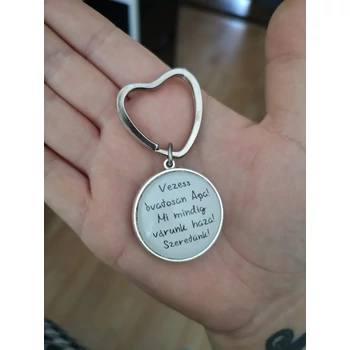 Vezess
óvatosan Apa!
Mi mindig
várunk haza!
Szeretünk!